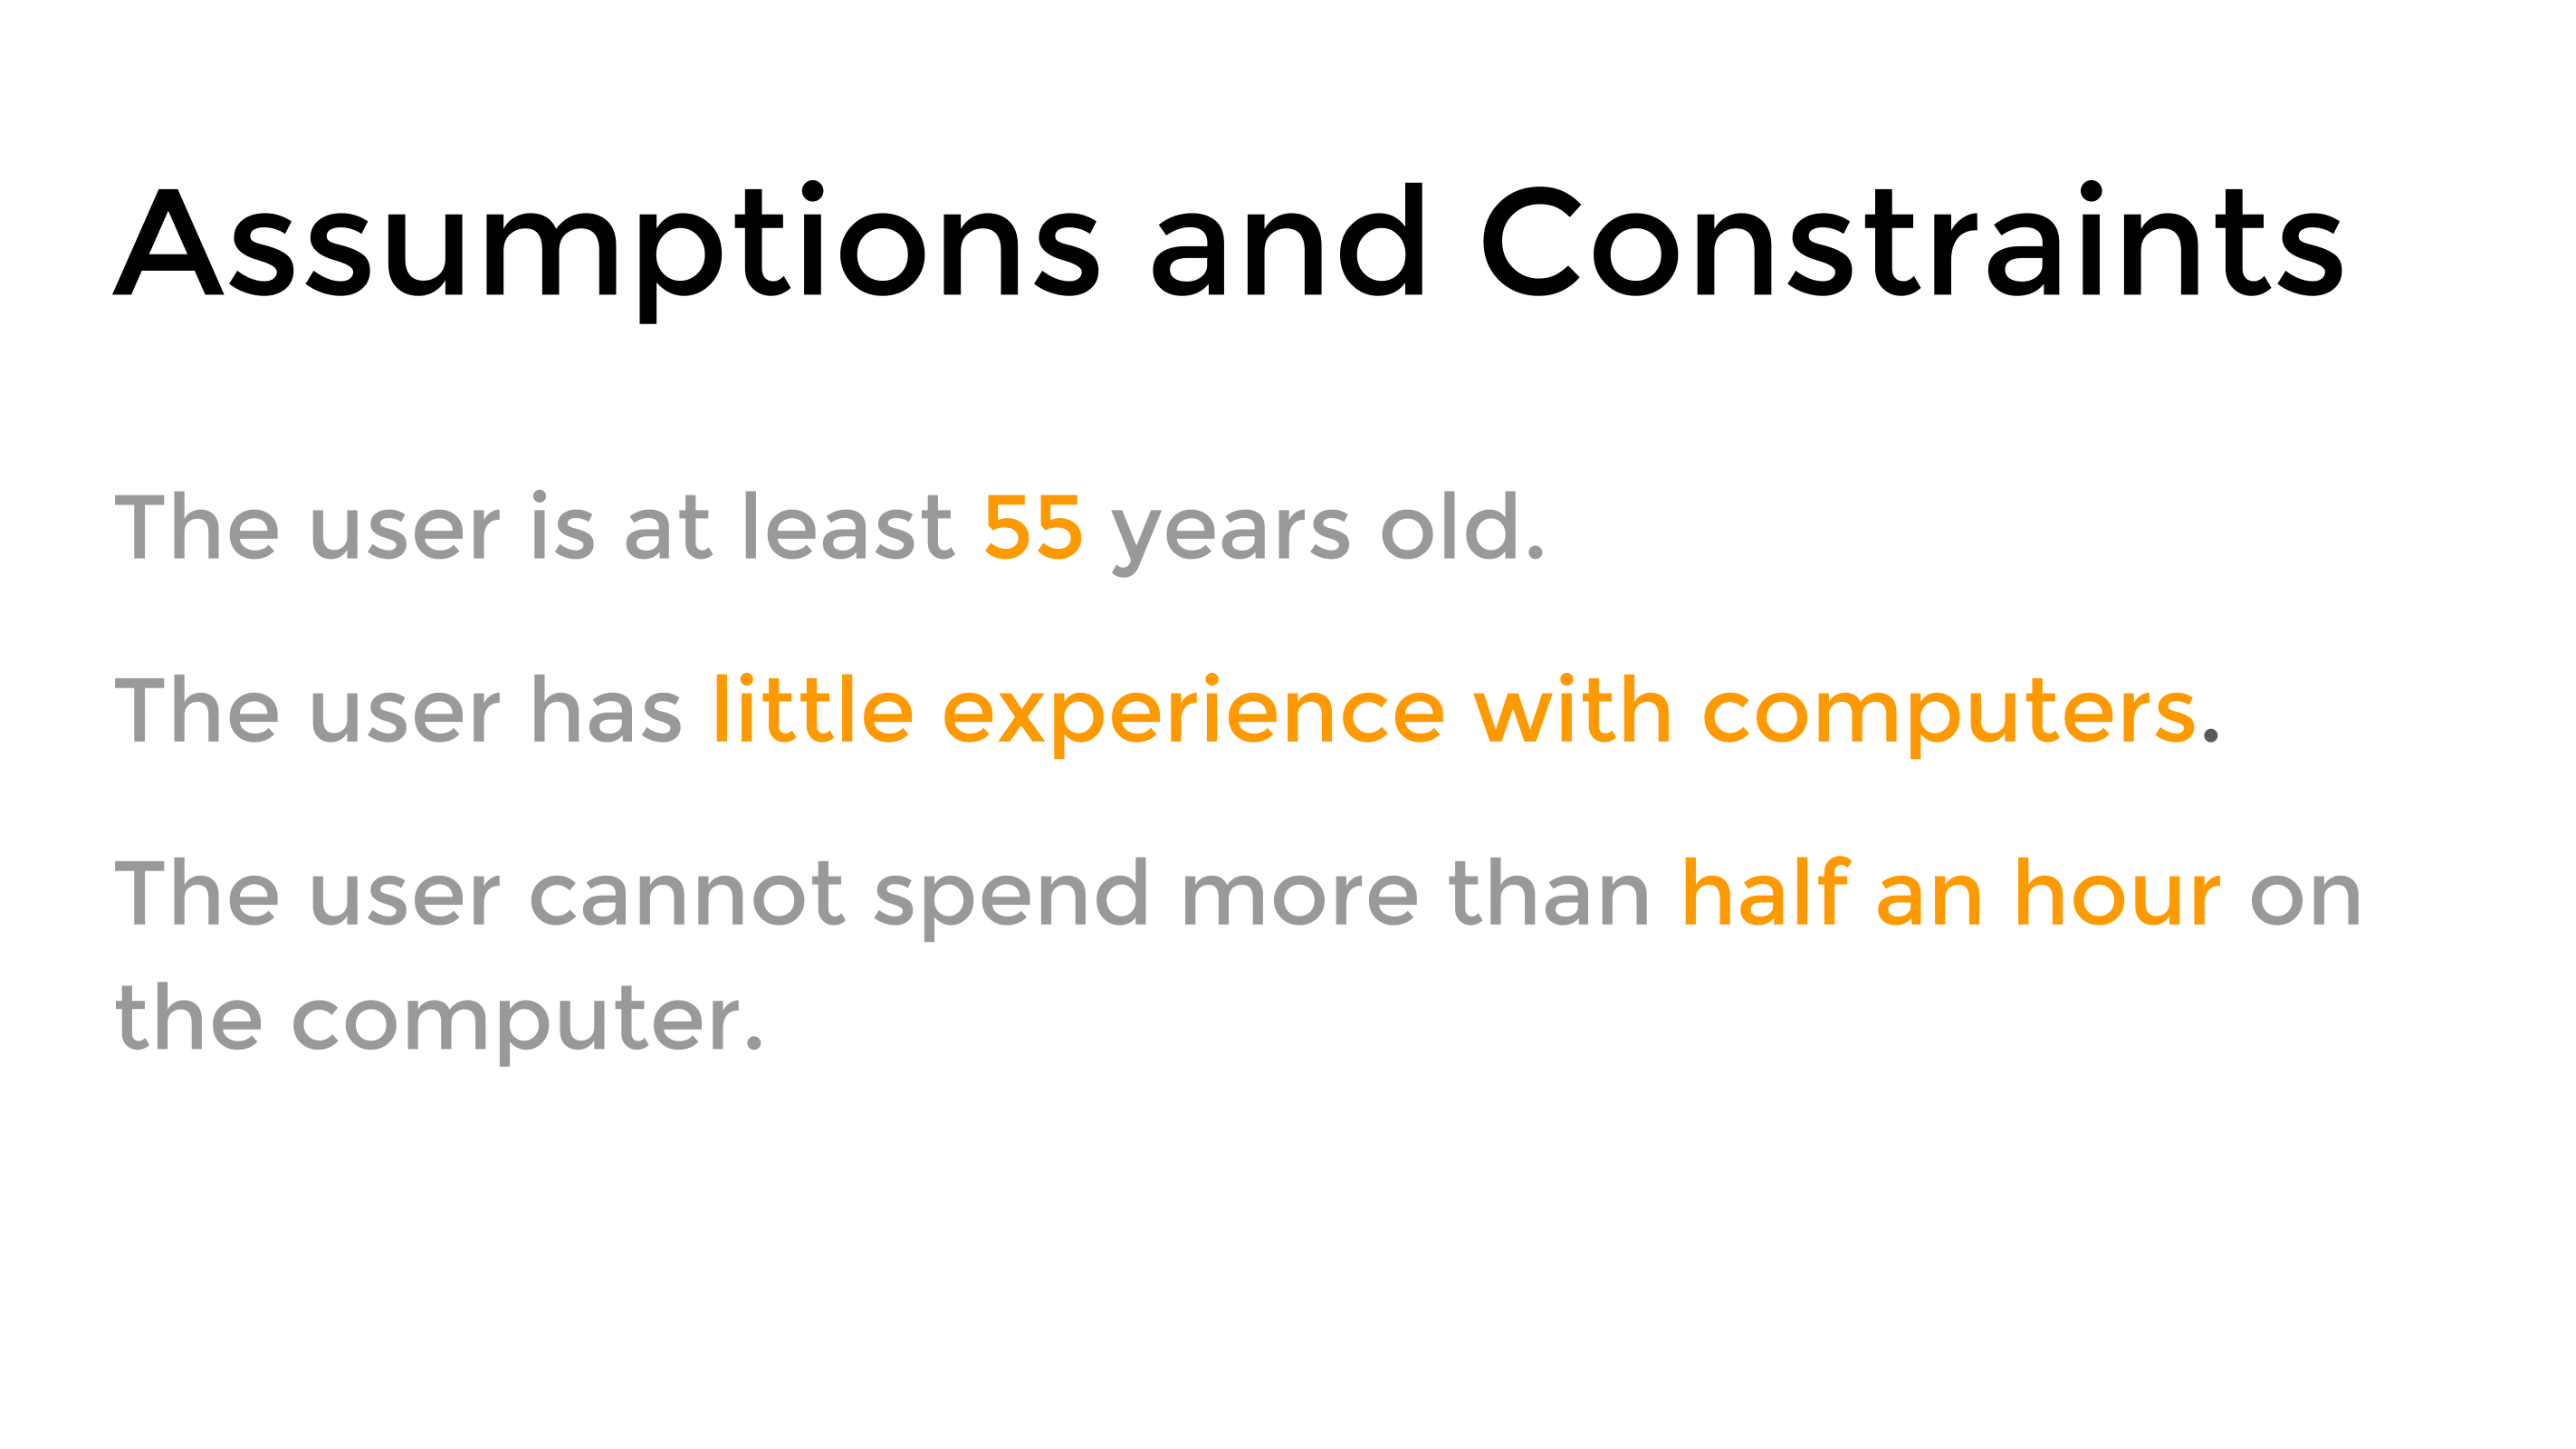 Assumptions and Constraints
The user is at least 55 years old.
The user has little experience with computers.
The user cannot spend more than half an hour on
the computer.